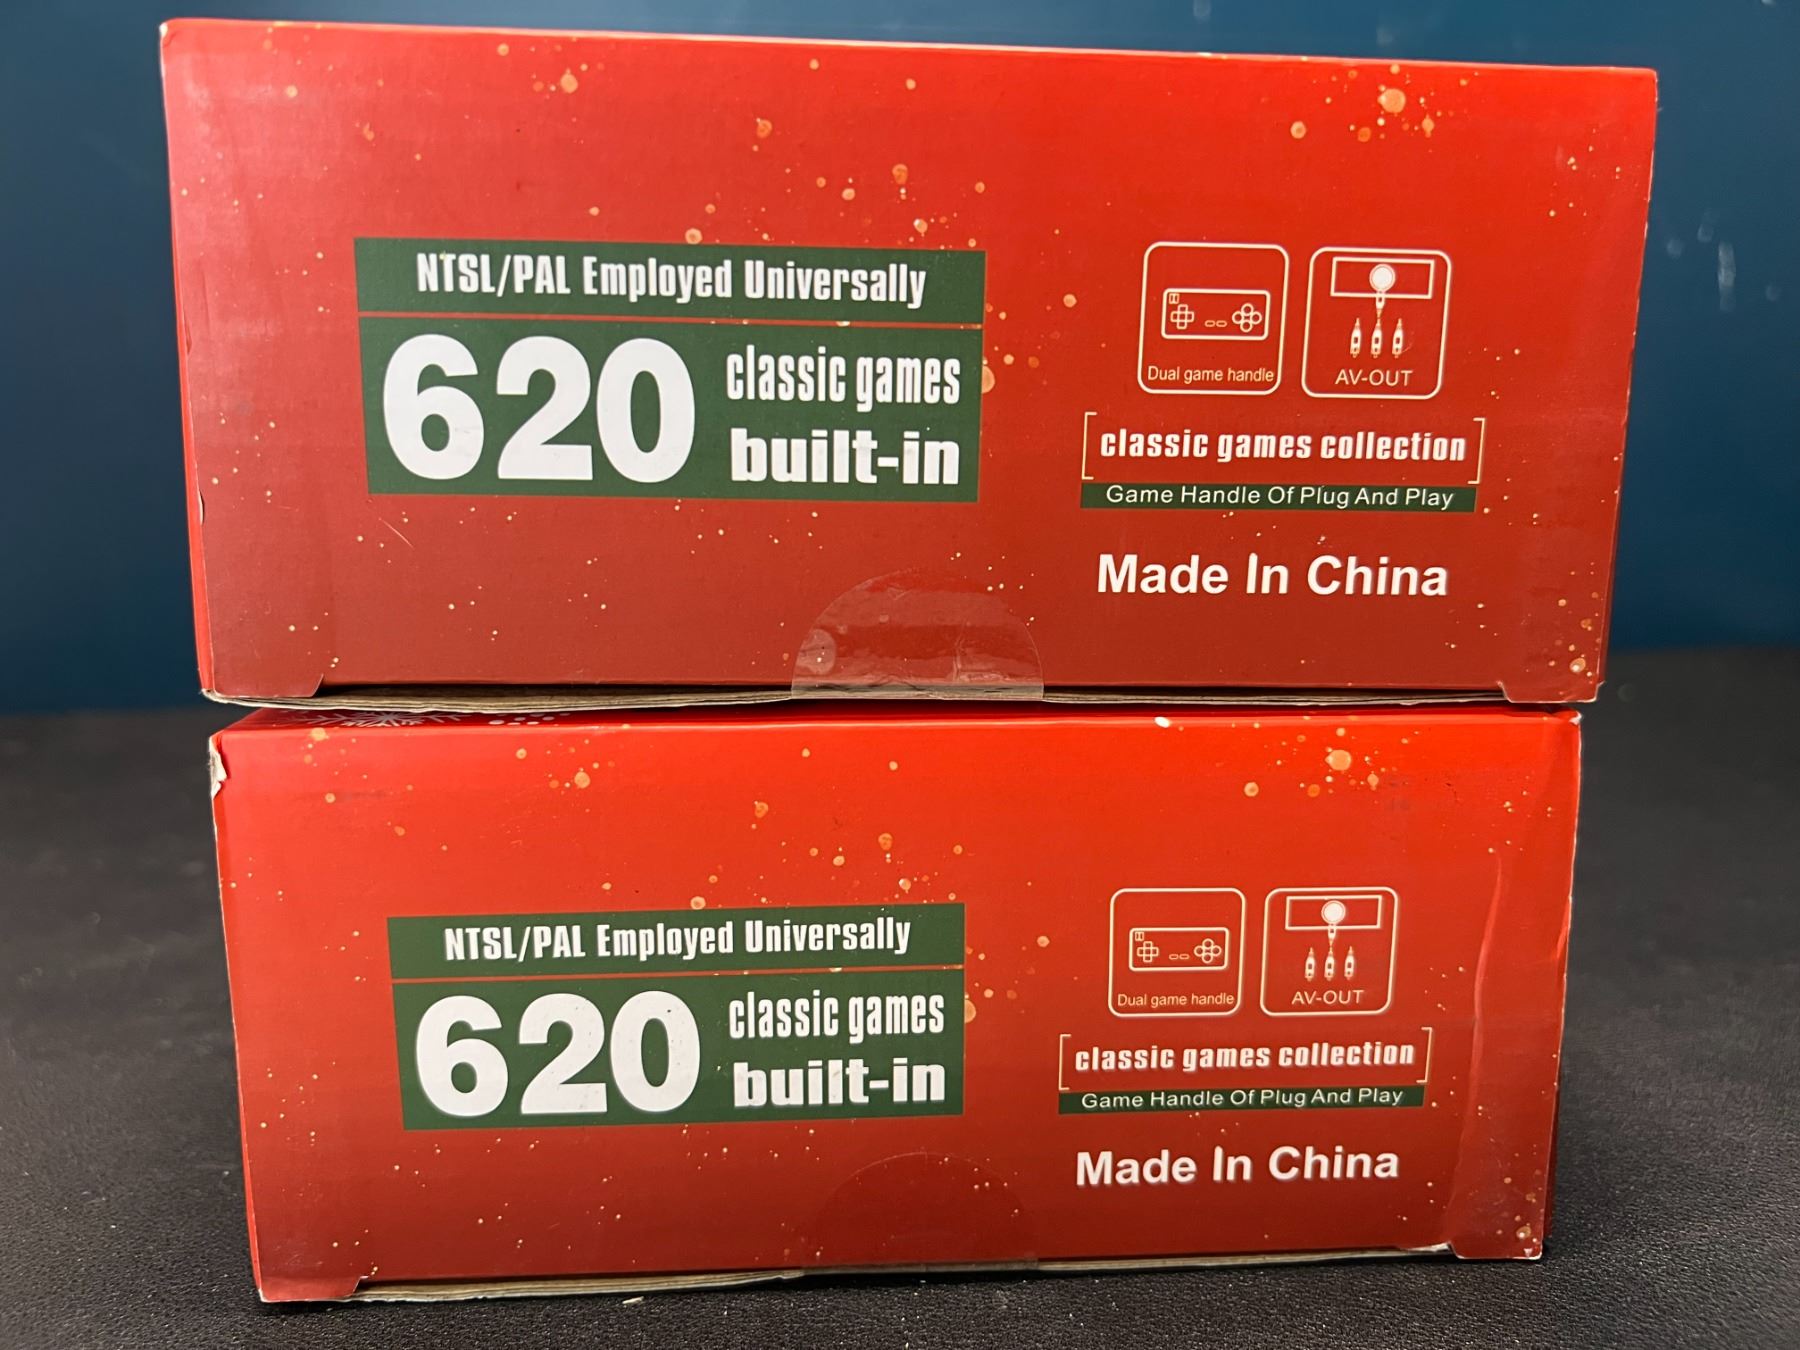 NTSL/PAL Employed Universally
620 classic games
built-in
Dual game handle
AV-OUT
classic games collection
Game Handle Of Plug And Play
Made In China
NTSL/PAL Employed Universally
620 classic games
built-in
Dual game handle
AV-OUT
classic games collection
Game Handle Of Plug And Play
Made In China